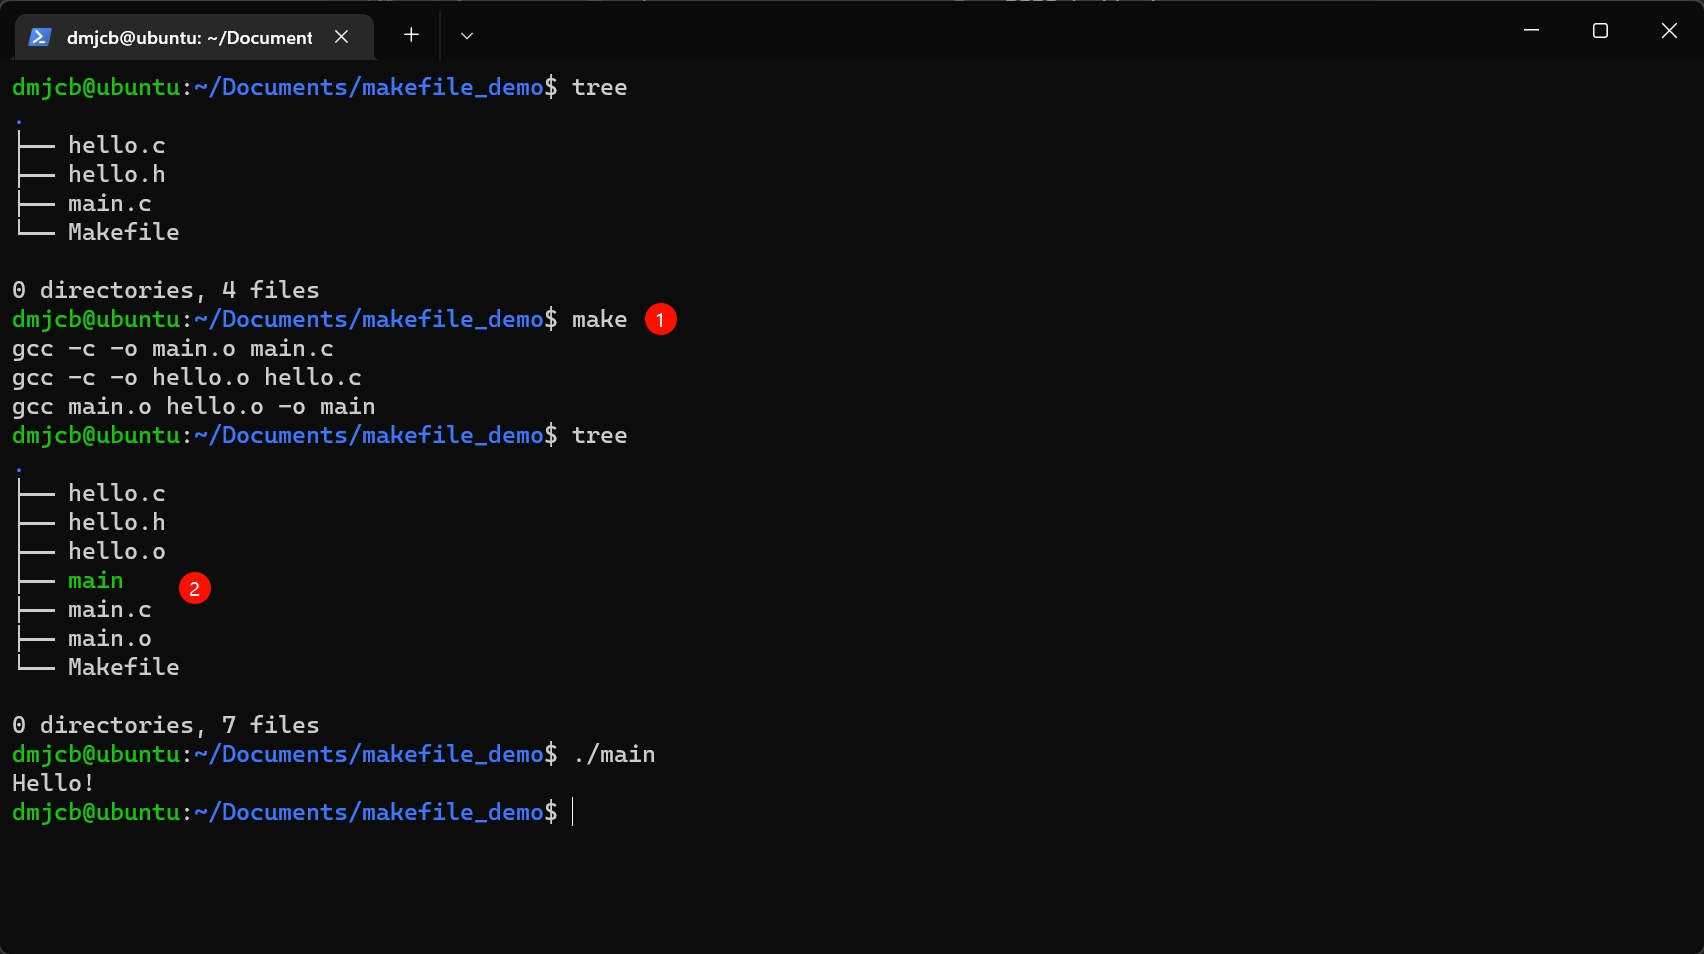 dmjcb@ubuntu: ~/Document
dmjcb@ubuntu:~/Documents/makefile_demo$ tree
.
├── hello.c
├── hello.h
├── main.c
└── Makefile
0 directories, 4 files
dmjcb@ubuntu:~/Documents/makefile_demo$ make 1
gcc -c -o main.o main.c
gcc -c -o hello.o hello.c
gcc main.o hello.o -o main
dmjcb@ubuntu:~/Documents/makefile_demo$ tree
.
├── hello.c
├── hello.h
├── hello.o
├── main
2
├── main.c
├── main.o
└── Makefile
0 directories, 7 files
dmjcb@ubuntu:~/Documents/makefile_demo$ ./main
Hello!
dmjcb@ubuntu:~/Documents/makefile_demo$